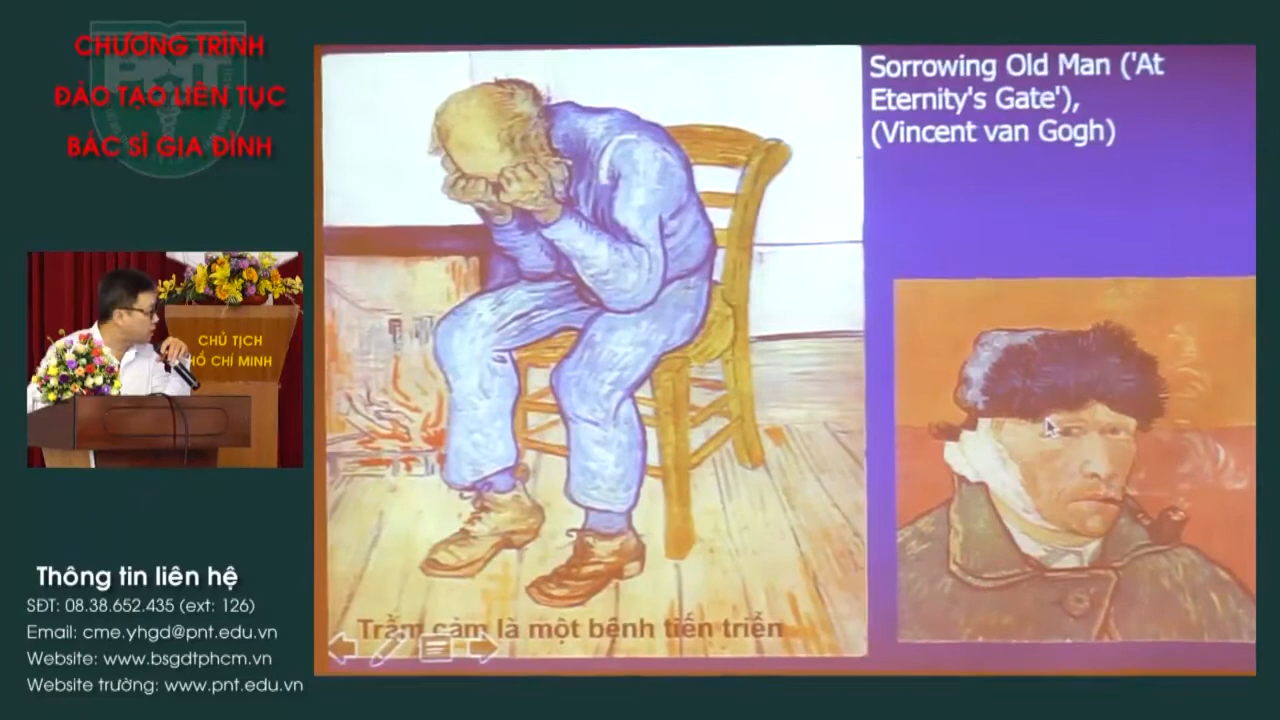 CHƯƠNG TRÌNH
ĐÀO TẠO LIÊN TỤC
BÁC SĨ GIA ĐÌNH
PNT
CHỦ TỊCH
HỒ CHÍ MINH
Thông tin liên hệ
SĐT: 08.38.652.435 (ext: 126)
Email: cme.yhgd@pnt.edu.vn
Website: www.bsgdtphcm.vn
Website trường: www.pnt.edu.vn
Sorrowing Old Man ('At
Eternity's Gate'),
(Vincent van Gogh)
Trầm cảm là một bệnh tiến triển